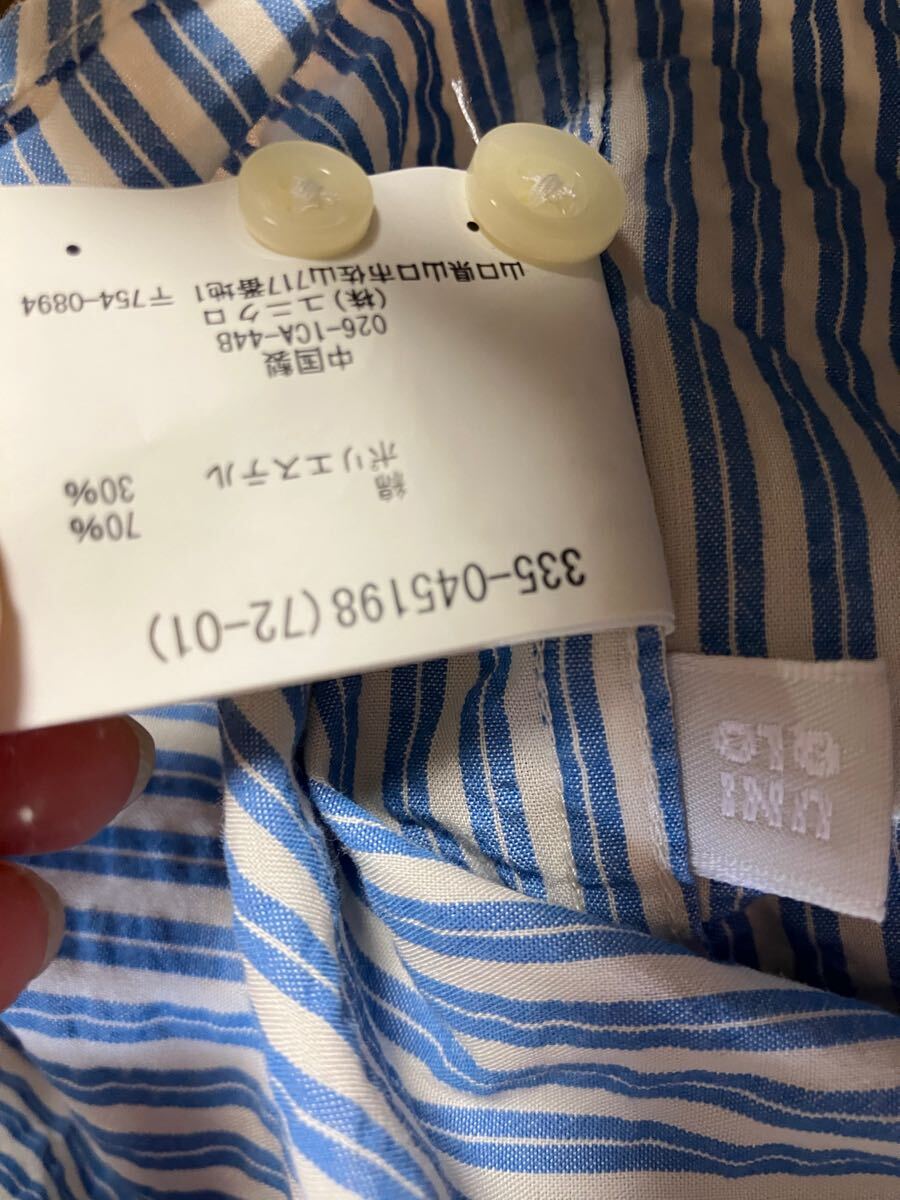 335-045198(72-01)
綿 70%
ポリエステル 30%
中国製
026-1CA-44B
(株)ユニクロ
山口県山口市佐山717番地1 〒754-0894
UNI
QLO